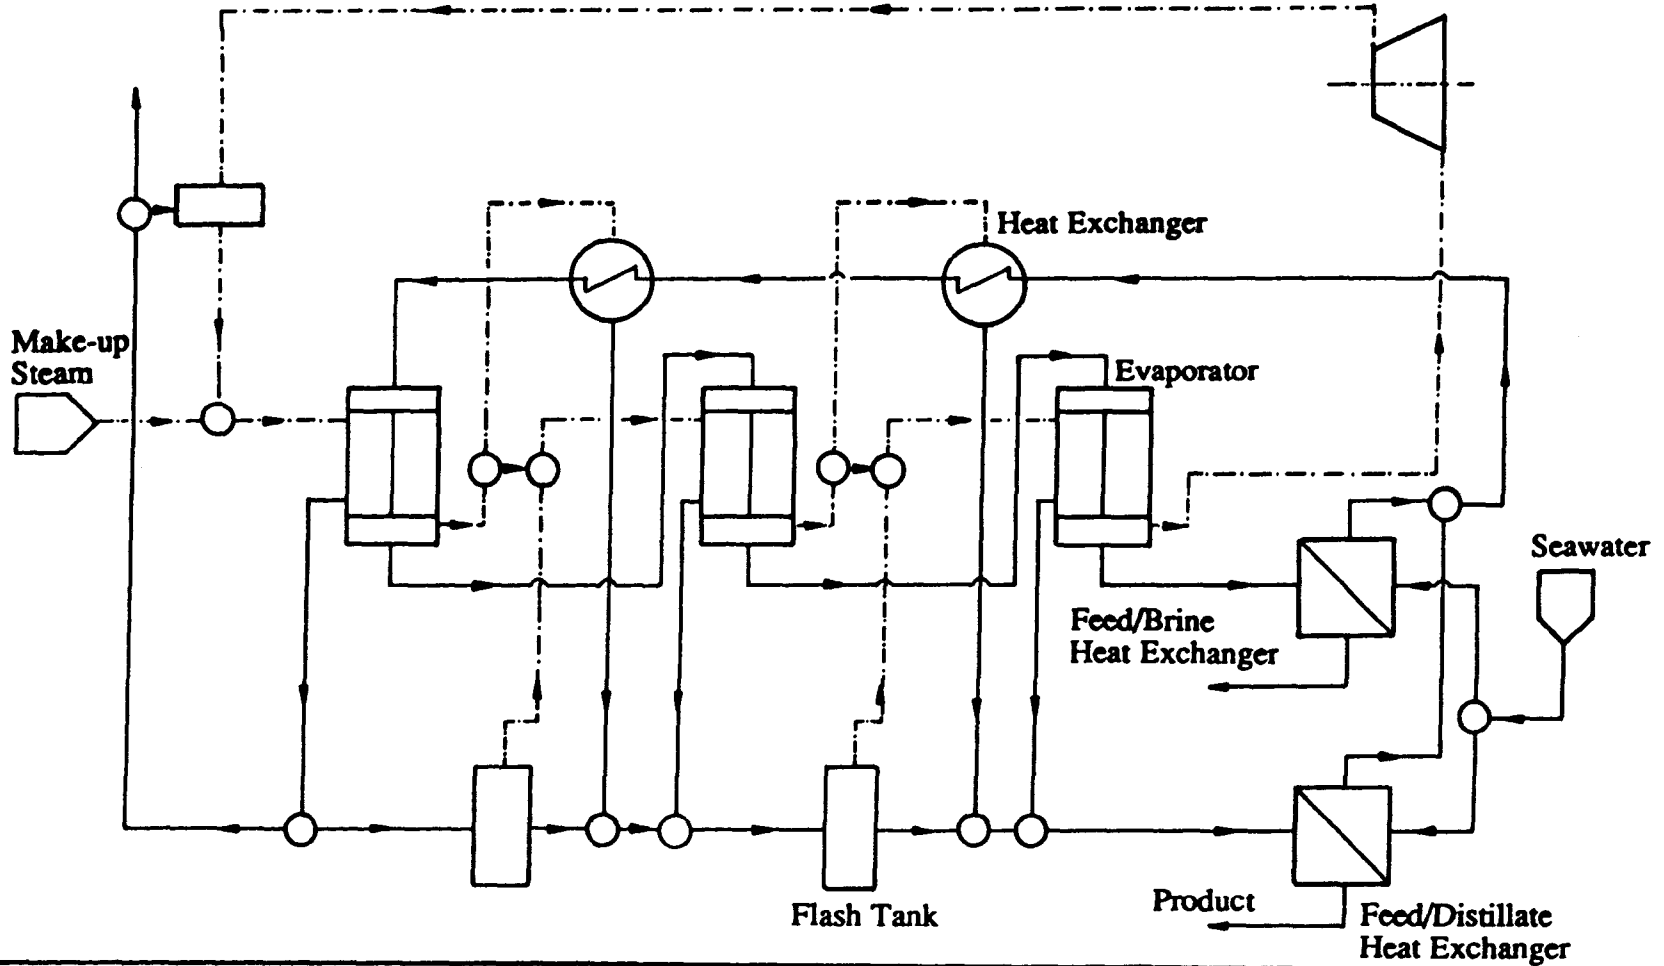 Heat Exchanger
Make-up
Steam
Evaporator
Seawater
Feed/Brine
Heat Exchanger
Product
Flash Tank
Feed/Distillate
Heat Exchanger